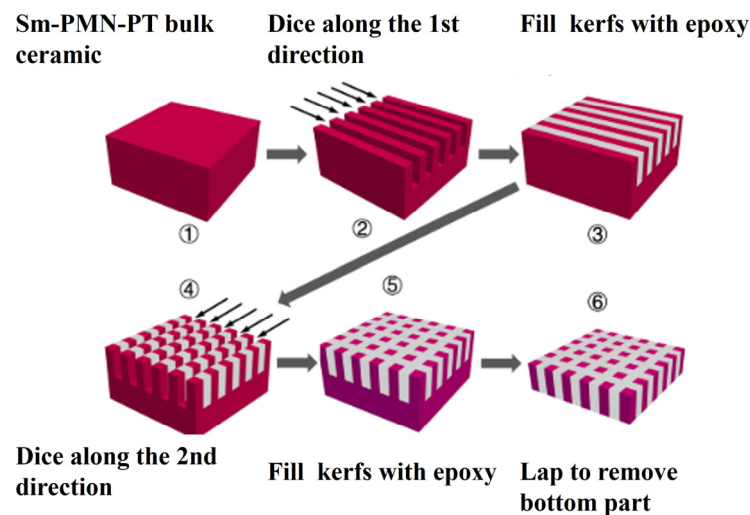 Sm-PMN-PT bulk
ceramic
Dice along the 1st
direction
Fill kerfs with epoxy
①
②
③
④
⑤
⑥
Dice along the 2nd
direction
Fill kerfs with epoxy
Lap to remove
bottom part